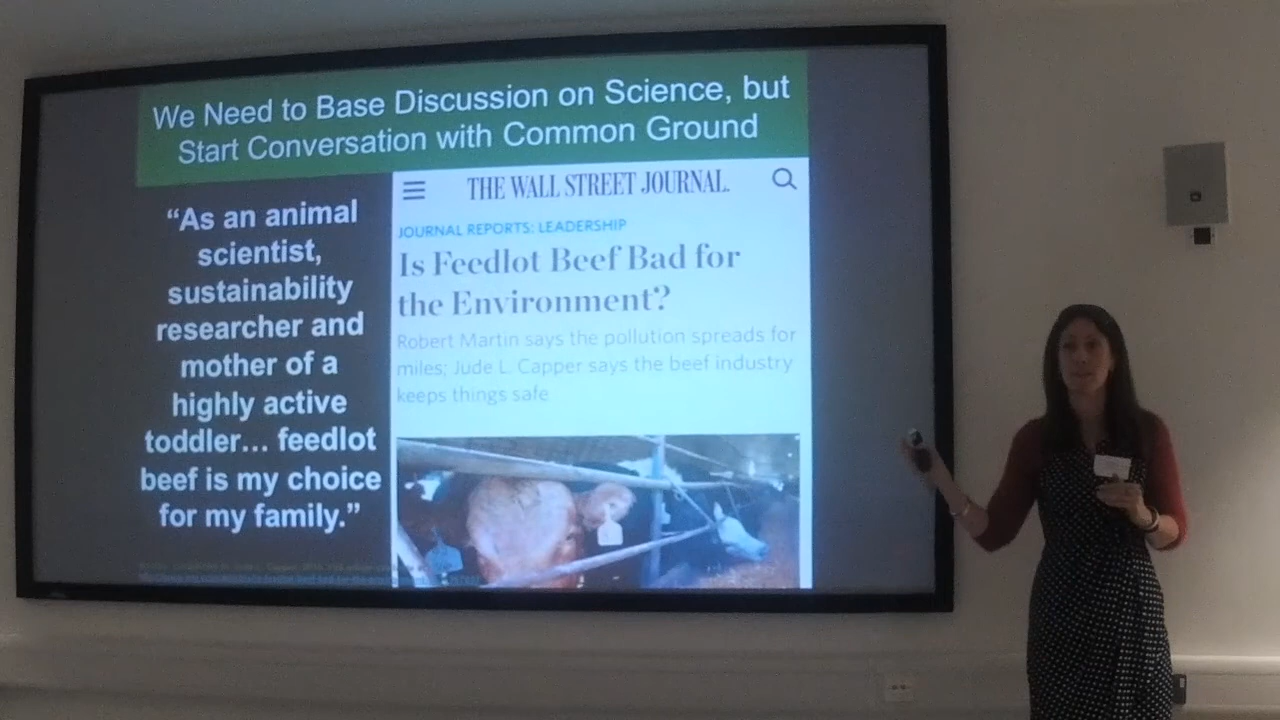 We Need to Base Discussion on Science, but
Start Conversation with Common Ground
“As an animal
scientist,
sustainability
researcher and
mother of a
highly active
toddler... feedlot
beef is my choice
for my family.”
THE WALL STREET JOURNAL.
JOURNAL REPORTS: LEADERSHIP
Is Feedlot Beef Bad for
the Environment?
Robert Martin says the pollution spreads for
miles; Jude L. Capper says the beef industry
keeps things safe